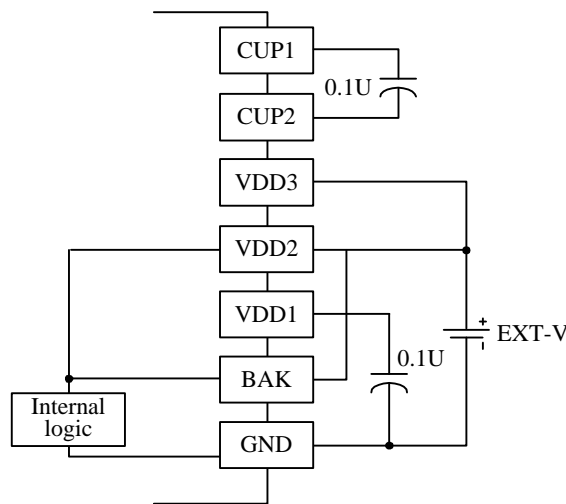 CUP1
0.1U
CUP2
VDD3
VDD2
VDD1
+
EXT-V
-
0.1U
BAK
Internal
logic
GND